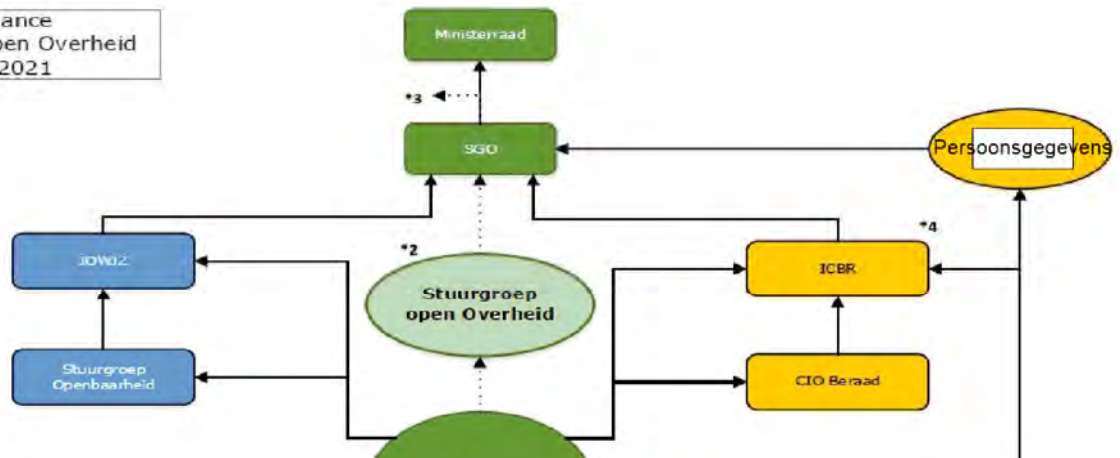 ance
pen Overheid
2021
Ministerraad
*3
SGO
Persoonsgegevens
*2
*4
ICBR
Stuurgroep
open Overheid
Stuurgroep
Openbaarheid
CIO Beraad